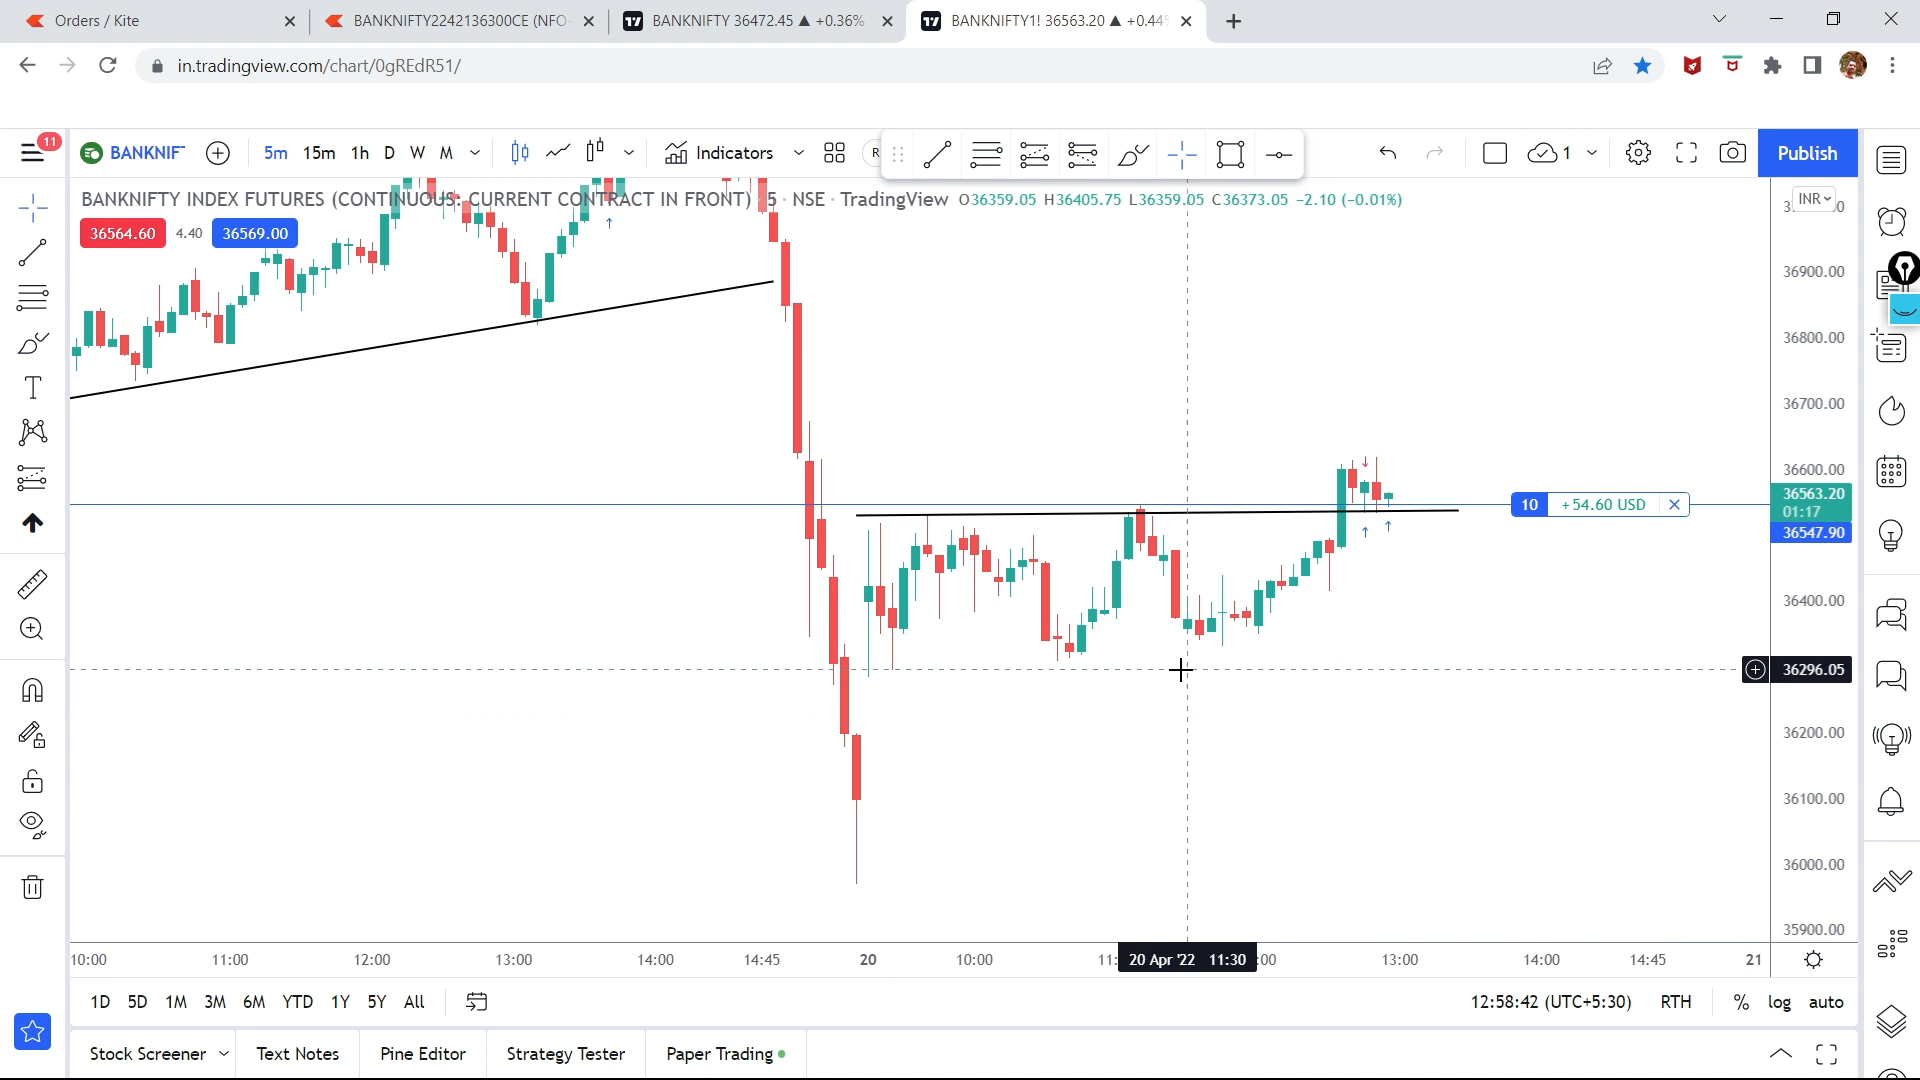 Orders / Kite
BANKNIFTY2242136300CE (NFO-
BANKNIFTY 36472.45 ▲ +0.36%
BANKNIFTY1! 36563.20 ▲ +0.44%
in.tradingview.com/chart/0gREdR51/
11
BANKNIF
5m 15m 1h D W M
Indicators
R
1
Publish
BANKNIFTY INDEX FUTURES (CONTINUOUS: CURRENT CONTRACT IN FRONT) · 5 · NSE · TradingView O36359.05 H36405.75 L36359.05 C36373.05 −2.10 (−0.01%)
INR
36564.60 4.40 36569.00
36900.00
36800.00
36700.00
36600.00
36563.20
01:17
10 +54.60 USD
36547.90
36400.00
36296.05
36200.00
36100.00
36000.00
35900.00
10:00 11:00 12:00 13:00 14:00 14:45 20 10:00 11: 20 Apr '22 11:30 :00 13:00 14:00 14:45 21
1D 5D 1M 3M 6M YTD 1Y 5Y All
12:58:42 (UTC+5:30) RTH % log auto
Stock Screener Text Notes Pine Editor Strategy Tester Paper Trading